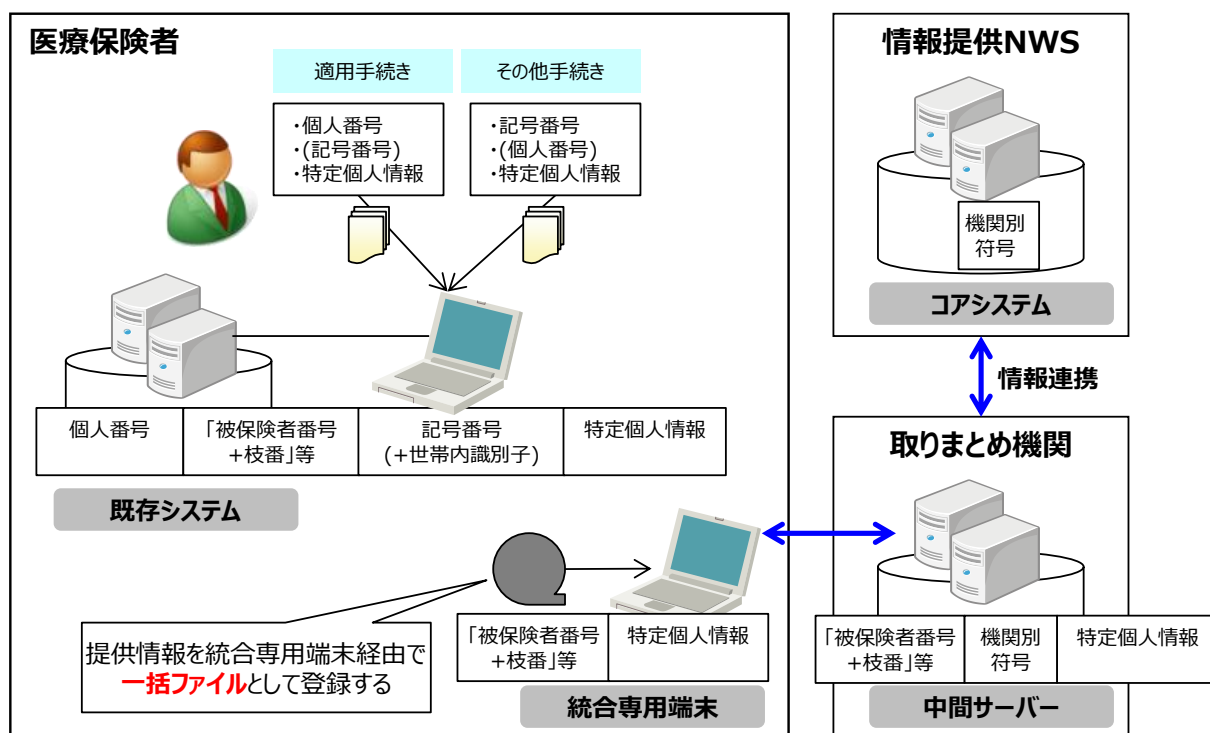 医療保険者
適用手続き
・個人番号
・(記号番号)
・特定個人情報
その他手続き
・記号番号
・(個人番号)
・特定個人情報
個人番号
「被保険者番号
+枝番」等
記号番号
(+世帯内識別子)
特定個人情報
既存システム
提供情報を統合専用端末経由で
一括ファイルとして登録する
「被保険者番号
+枝番」等
特定個人情報
統合専用端末
情報提供NWS
機関別
符号
コアシステム
情報連携
取りまとめ機関
「被保険者番号
+枝番」等
機関別
符号
特定個人情報
中間サーバー